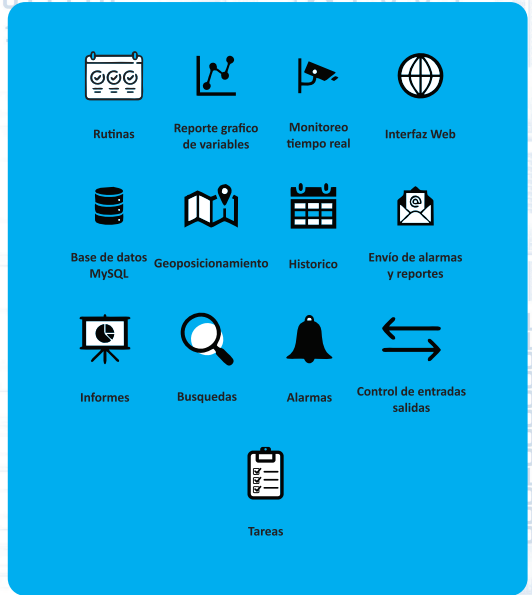 Rutinas
Reporte grafico
de variables
Monitoreo
tiempo real
Interfaz Web
Base de datos
MySQL
Geoposicionamiento
Historico
Envío de alarmas
y reportes
@
Informes
Busquedas
Alarmas
Control de entradas
salidas
Tareas